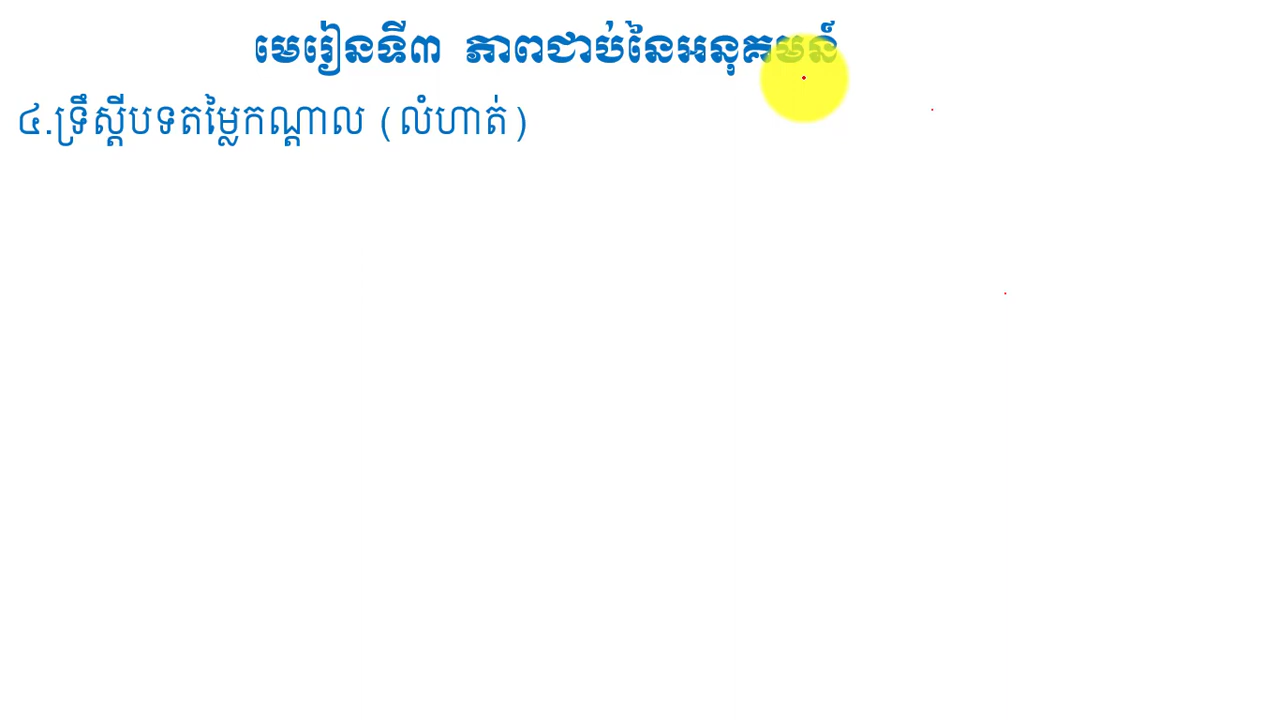 មេរៀនទី៣ ភាពជាប់នៃអនុគមន៍
៤.ទ្រឹស្តីបទតម្លៃកណ្តាល (លំហាត់)